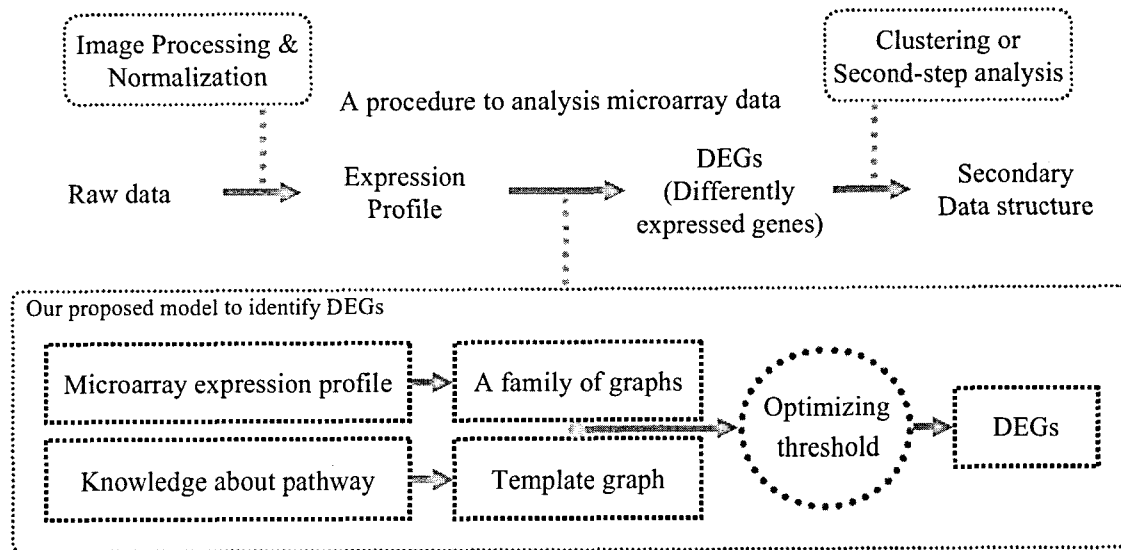 Image Processing &
Normalization
Clustering or
Second-step analysis
A procedure to analysis microarray data
Raw data
Expression
Profile
DEGs
(Differently
expressed genes)
Secondary
Data structure
Our proposed model to identify DEGs
Microarray expression profile
A family of graphs
Knowledge about pathway
Template graph
Optimizing
threshold
DEGs